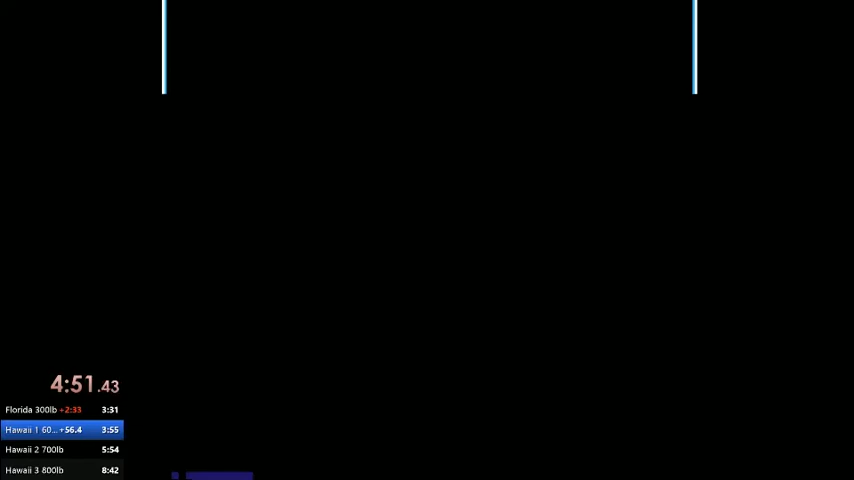 4:51.43
Florida 300lb +2:33 3:31
Hawaii 1 60... +56.4 3:55
Hawaii 2 700lb 5:54
Hawaii 3 800lb 8:42